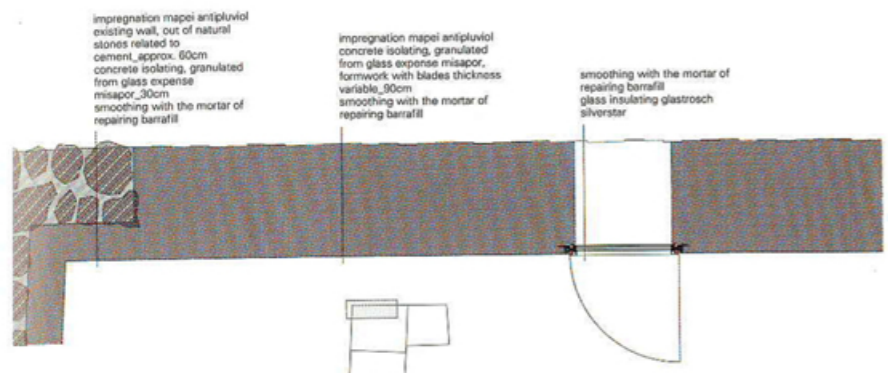 impregnation mapei antipluviol
existing wall, out of natural
stones related to
cement_approx. 60cm
concrete isolating, granulated
from glass expense
misapor_30cm
smoothing with the mortar of
repairing barrafill
impregnation mapei antipluviol
concrete isolating, granulated
from glass expense misapor,
formwork with blades thickness
variable_90cm
smoothing with the mortar of
repairing barrafill
smoothing with the mortar of
repairing barrafill
glass insulating glastrosch
silverstar